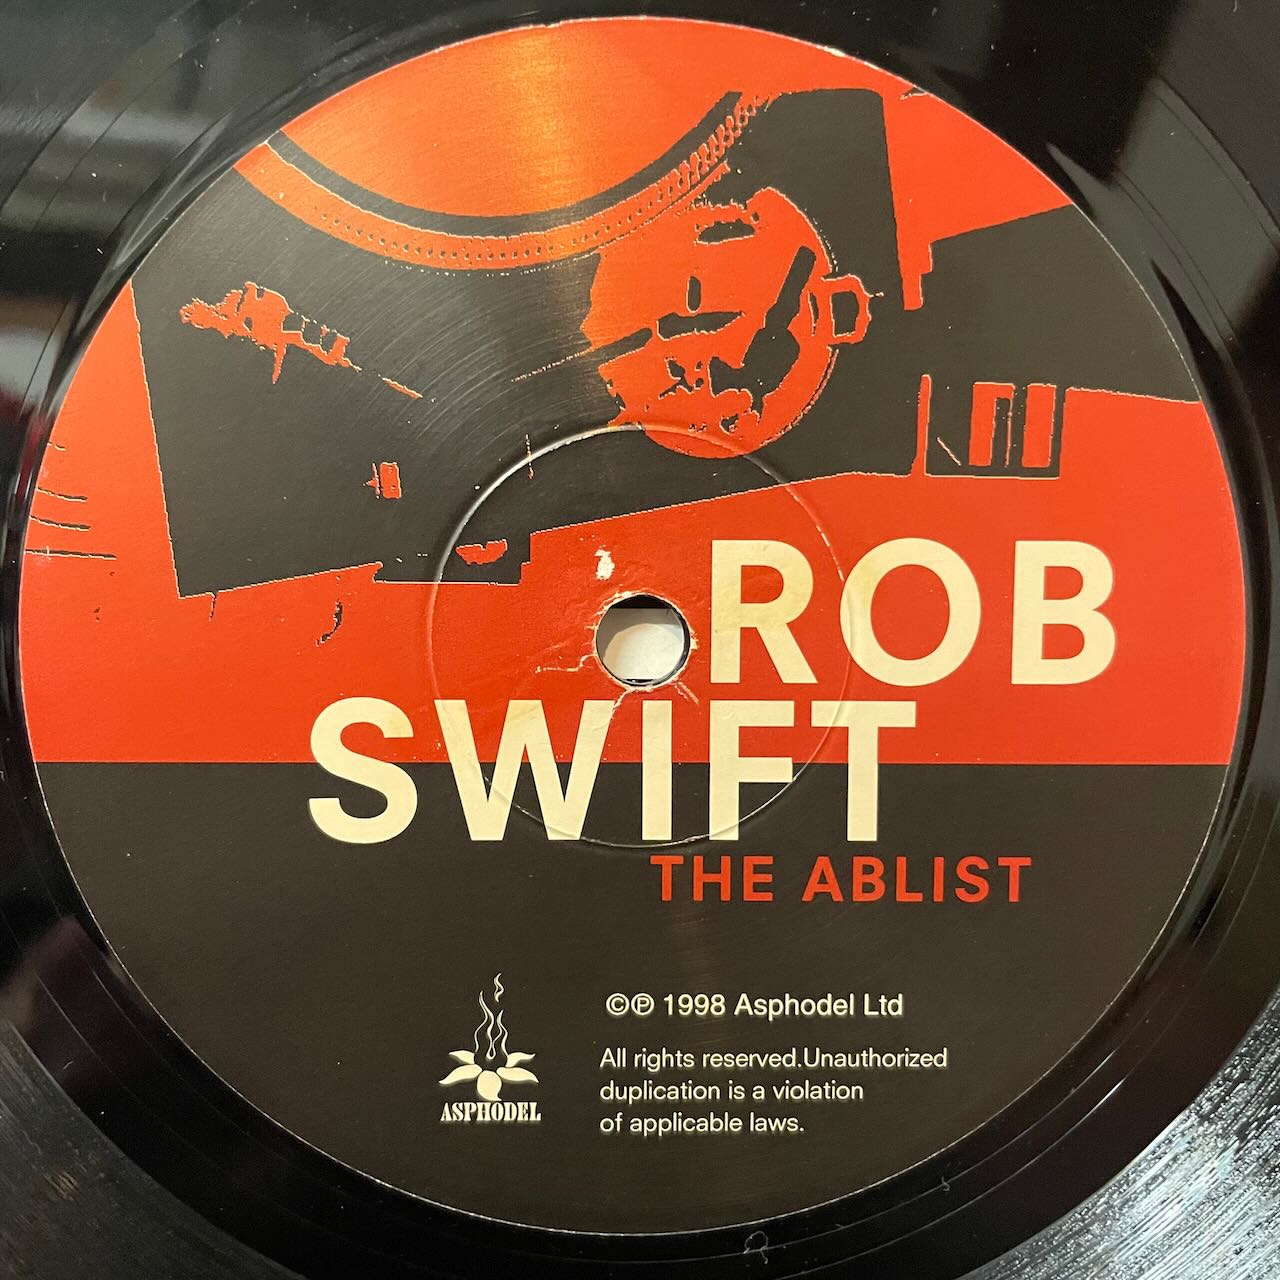 ROB
SWIFT
THE ABLIST
©℗ 1998 Asphodel Ltd
All rights reserved.Unauthorized
duplication is a violation
of applicable laws.
ASPHODEL